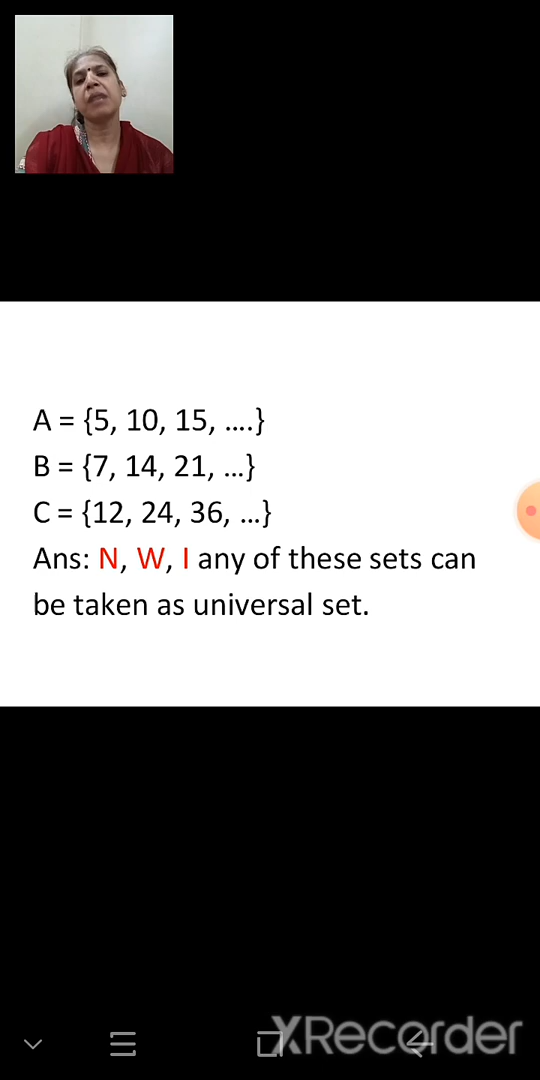 A = {5, 10, 15, ....}
B = {7, 14, 21, ...}
C = {12, 24, 36, ...}
Ans: N, W, I any of these sets can
be taken as universal set.
XRecorder